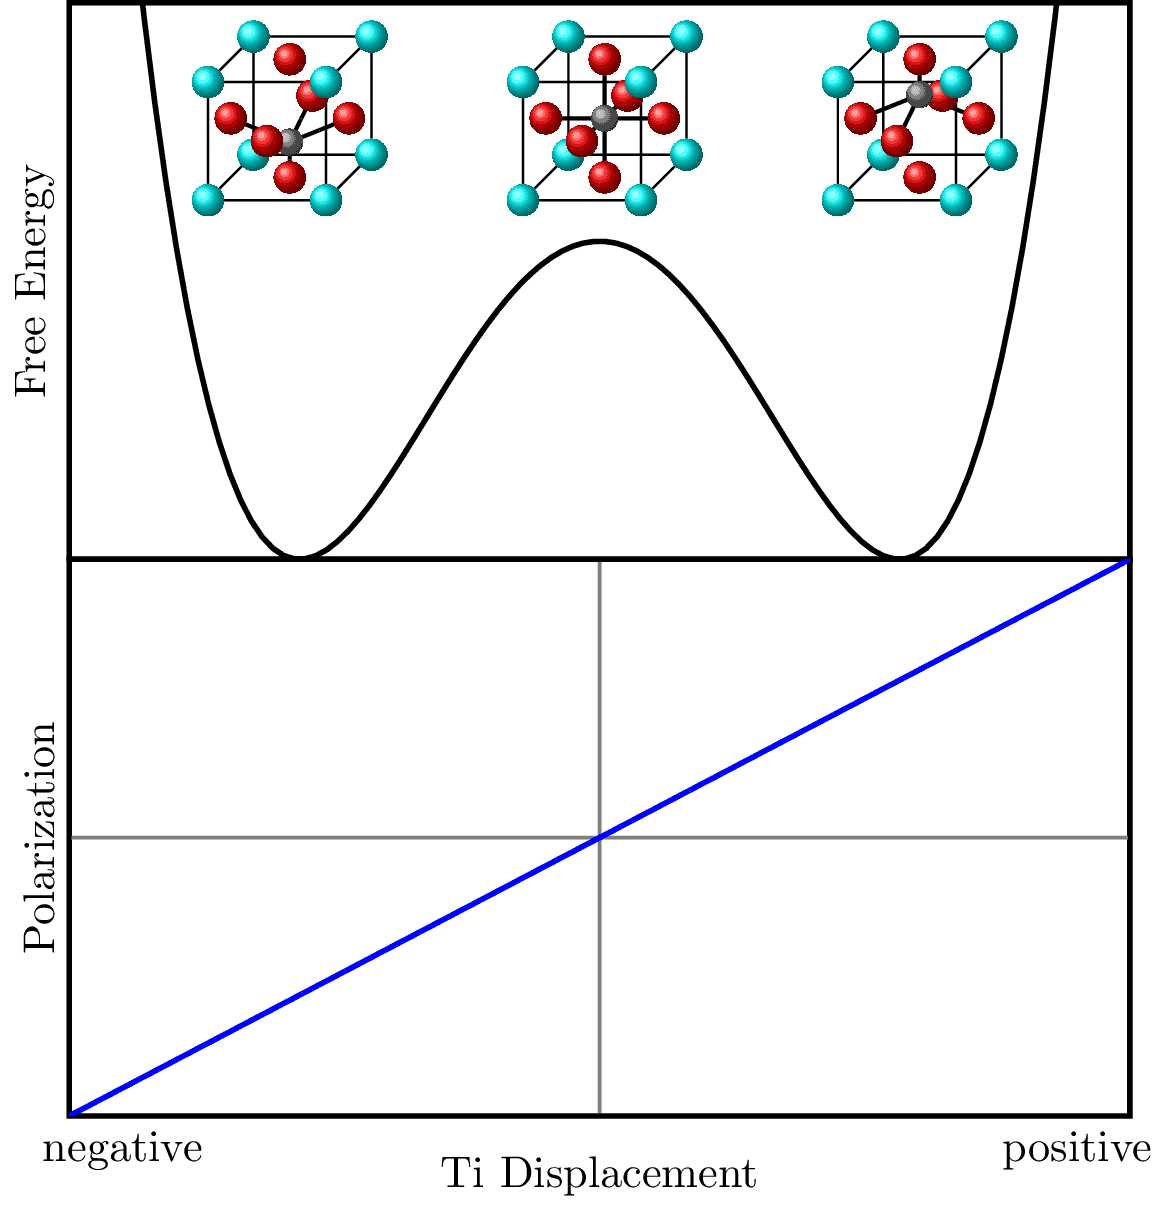 Free Energy
Polarization
negative
positive
Ti Displacement